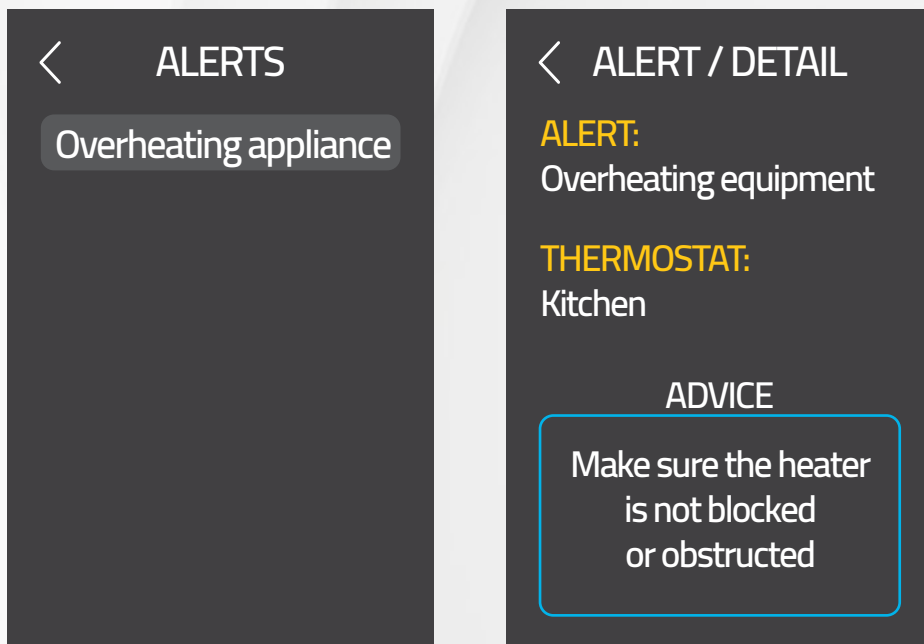 ALERTS
Overheating appliance
ALERT / DETAIL
ALERT:
Overheating equipment
THERMOSTAT:
Kitchen
ADVICE
Make sure the heater
is not blocked
or obstructed